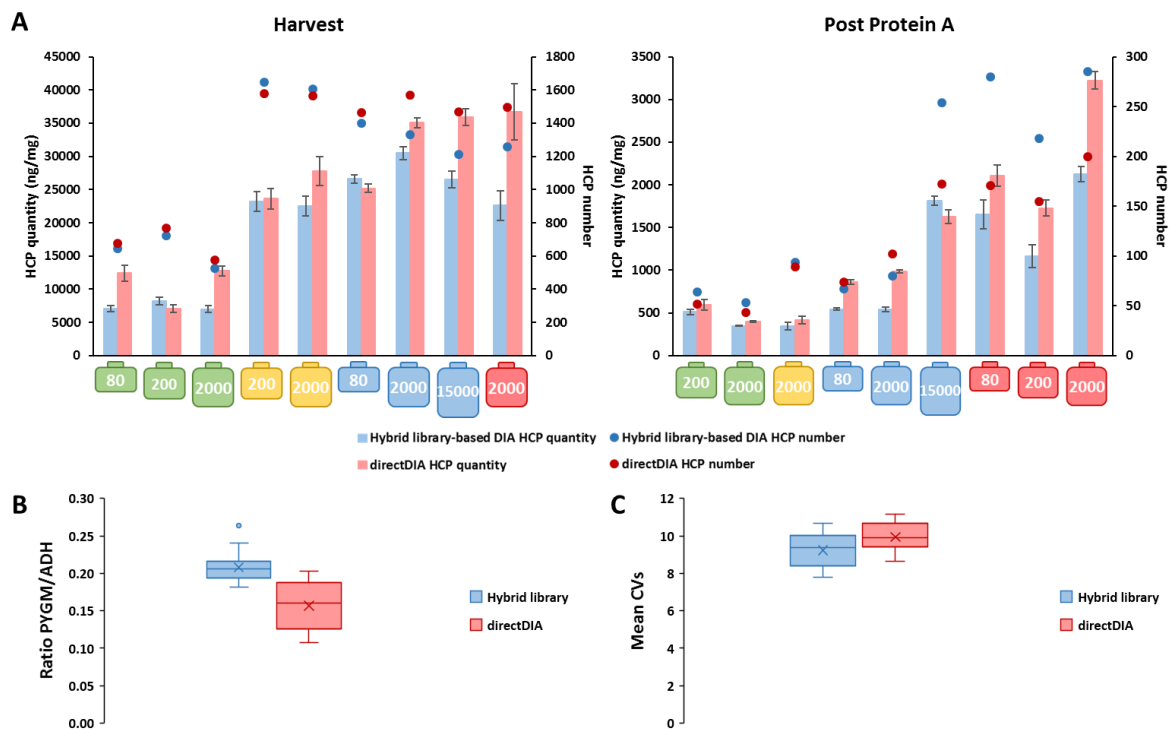 A
Harvest
Post Protein A
HCP quantity (ng/mg)
45000
40000
35000
30000
25000
20000
15000
10000
5000
0
1800
1600
1400
1200
1000
800
600
400
200
0
HCP number
80 200 2000 200 2000 80 2000 15000 2000
HCP quantity (ng/mg)
3500
3000
2500
2000
1500
1000
500
0
300
250
200
150
100
50
0
HCP number
200 2000 2000 80 2000 15000 80 200 2000
Hybrid library-based DIA HCP quantity
Hybrid library-based DIA HCP number
directDIA HCP quantity
directDIA HCP number
B
Ratio PYGM/ADH
0.30
0.25
0.20
0.15
0.10
0.05
0.00
Hybrid library
directDIA
C
Mean CVs
12
10
8
6
4
2
0
Hybrid library
directDIA